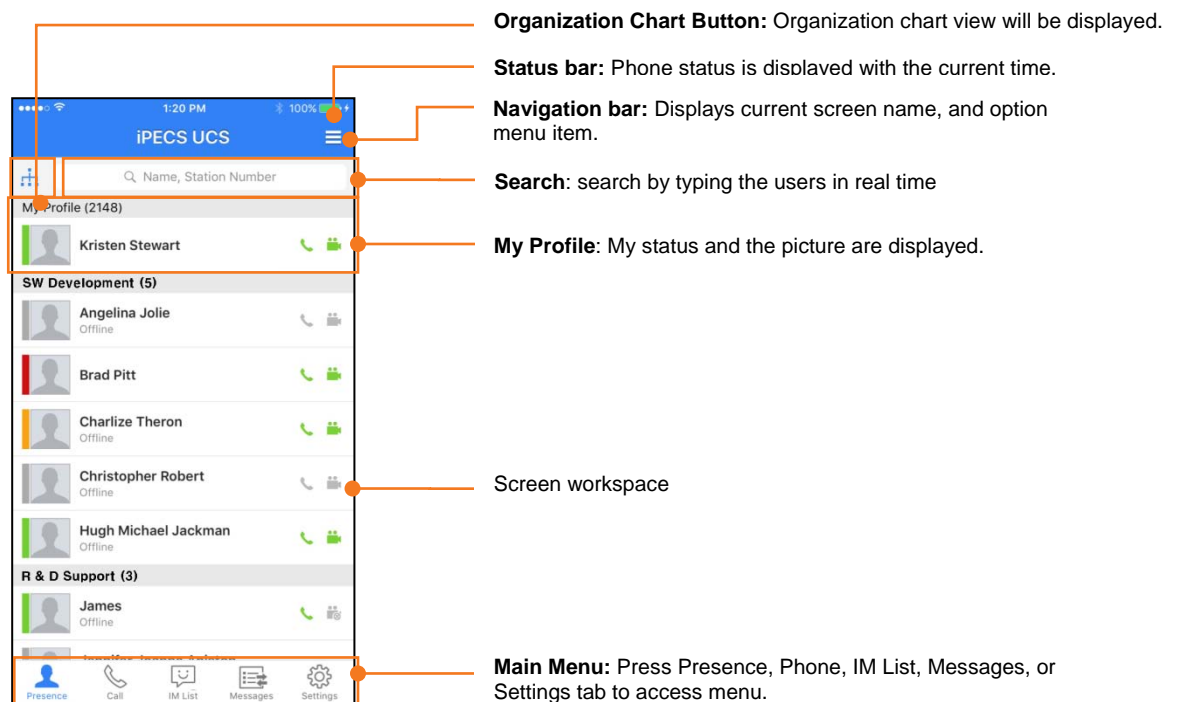 Organization Chart Button: Organization chart view will be displayed.
Status bar: Phone status is displayed with the current time.
Navigation bar: Displays current screen name, and option
menu item.
Search: search by typing the users in real time
My Profile: My status and the picture are displayed.
Screen workspace
Main Menu: Press Presence, Phone, IM List, Messages, or
Settings tab to access menu.
1:20 PM 100%
iPECS UCS
Name, Station Number
My Profile (2148)
Kristen Stewart
SW Development (5)
Angelina Jolie
Offline
Brad Pitt
Charlize Theron
Offline
Christopher Robert
Offline
Hugh Michael Jackman
Offline
R & D Support (3)
James
Offline
Presence Call IM List Messages Settings